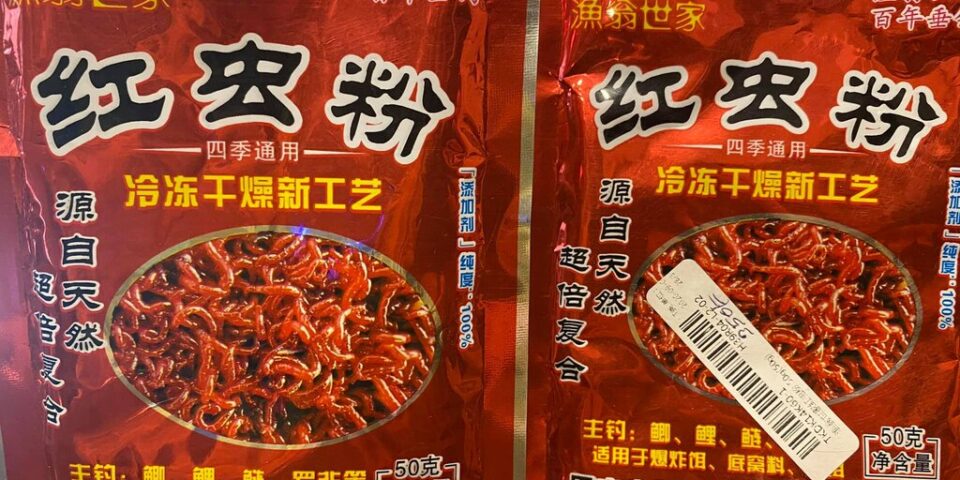 渔翁世家
红虫粉
四季通用
冷冻干燥新工艺
源自天然
超倍复合
「添加剂」纯度:100%
主钓:鲫、鲤、鲢、罗非等
50克
渔翁世家
百年垂
红虫粉
四季通用
冷冻干燥新工艺
源自天然
超倍复合
「添加剂」纯度:100%
主钓:鲫、鲤、鲢、
适用于爆炸饵、底窝料、
50克
净含量